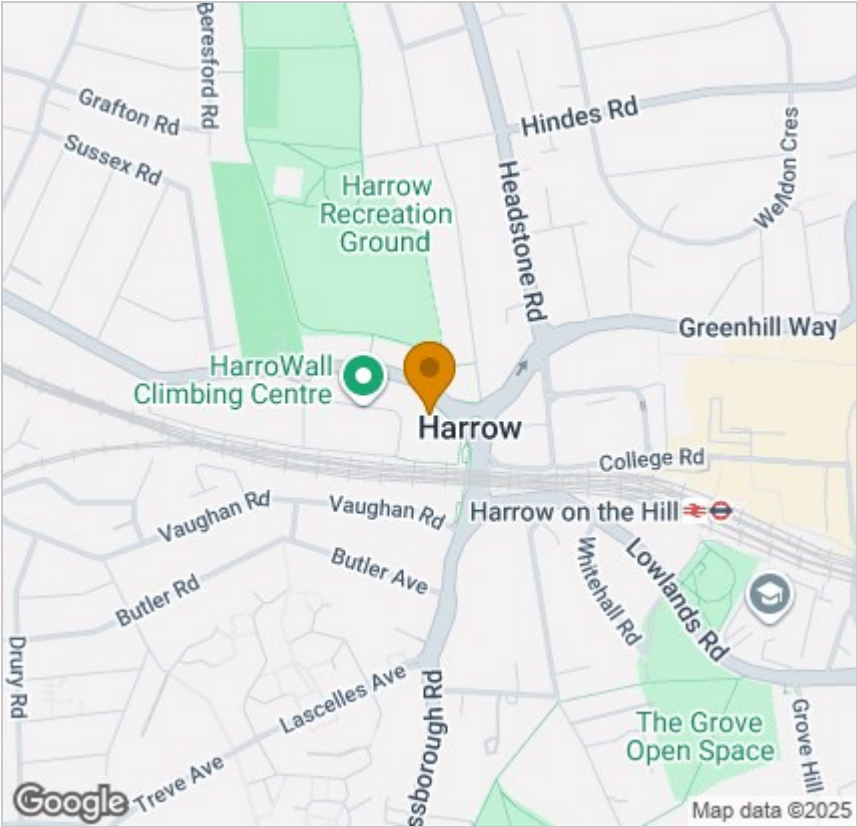 Beresford Rd
Grafton Rd
Sussex Rd
Hindes Rd
Headstone Rd
Harrow
Recreation
Ground
Greenhill Way
HarroWall
Climbing Centre
Harrow
College Rd
Vaughan Rd
Vaughan Rd
Harrow on the Hill
Butler Ave
Butler Rd
Whitehall Rd
Lowlands Rd
Drury Rd
Lascelles Ave
ssborough Rd
The Grove
Open Space
Grove Hill
Treve Ave
Google
Map data ©2025